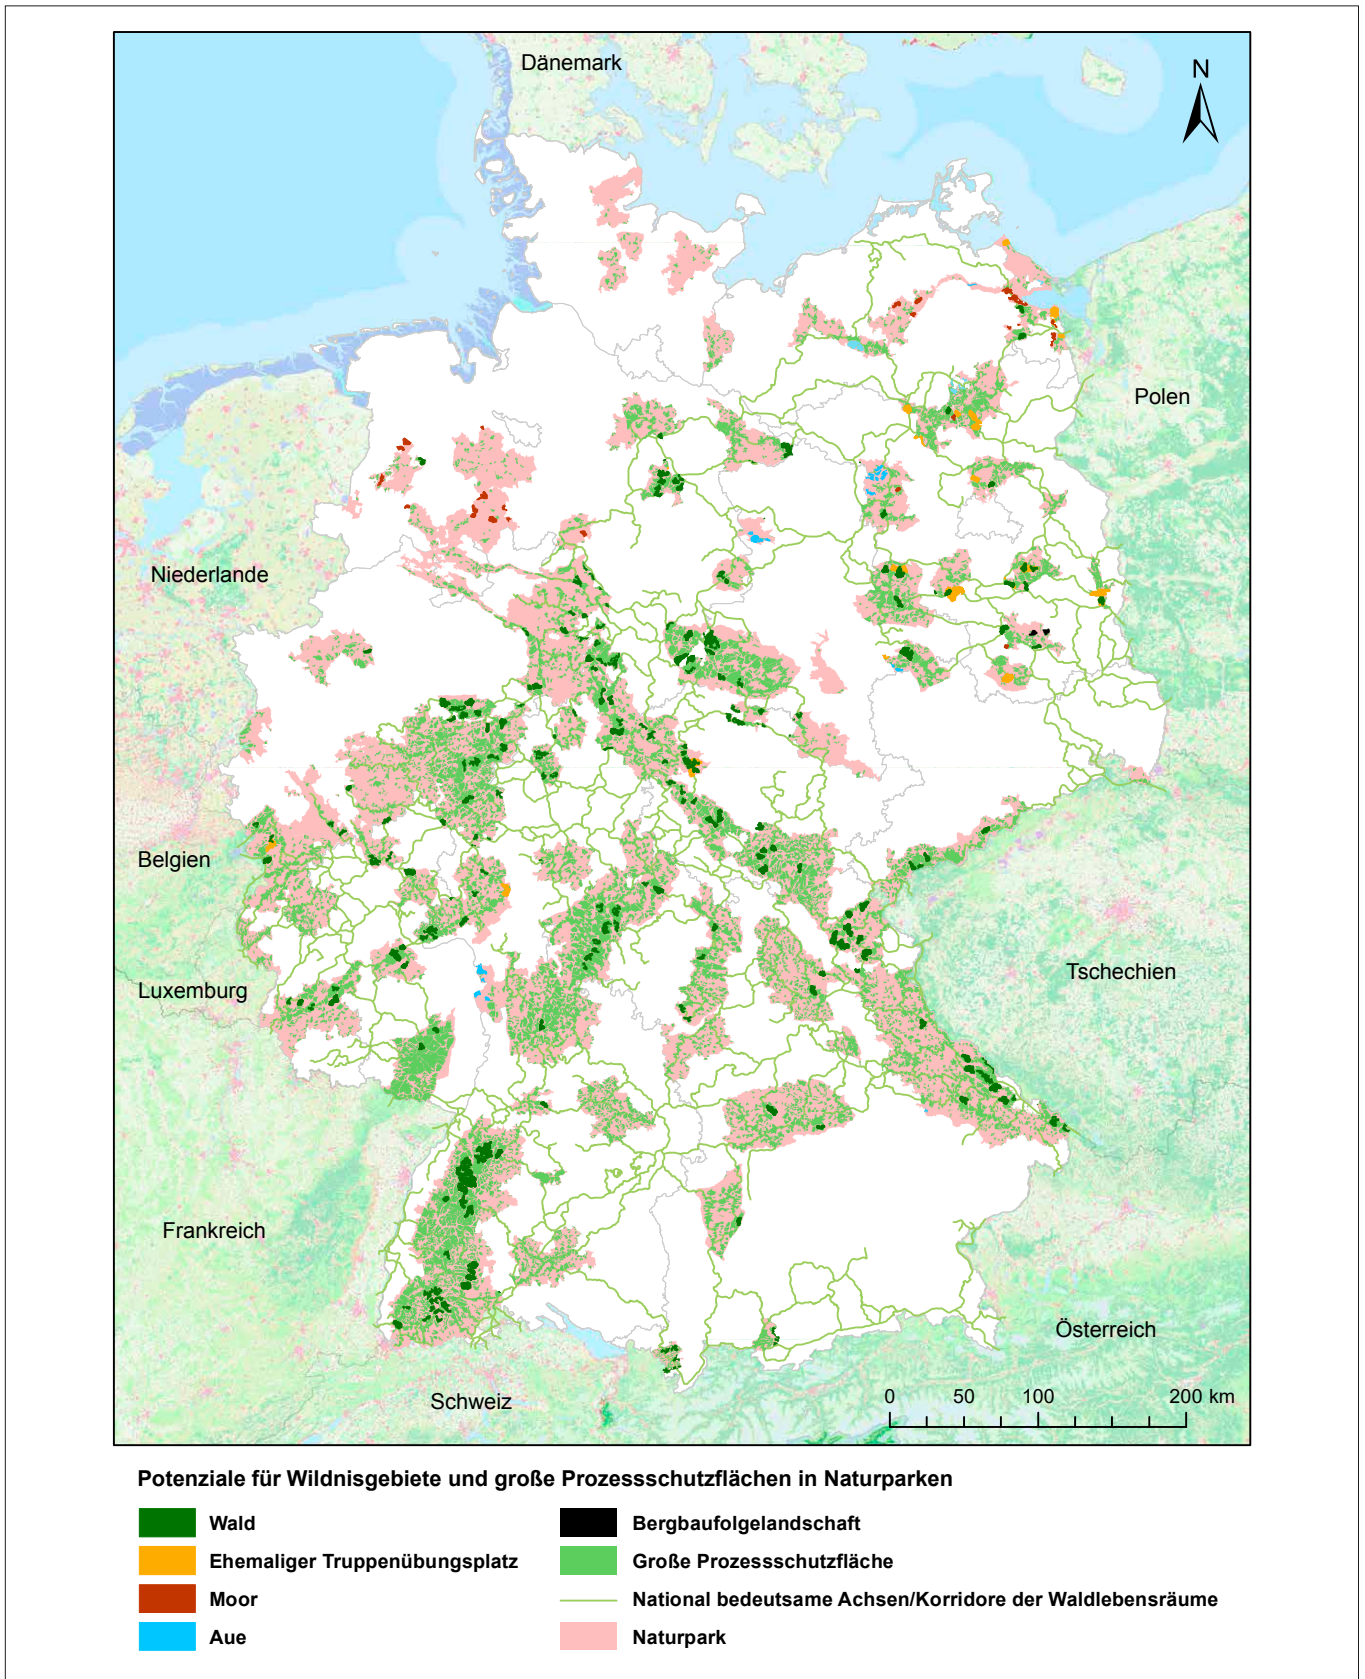 Dänemark
N
Polen
Niederlande
Belgien
Luxemburg
Tschechien
Frankreich
Österreich
Schweiz
0 50 100 200 km
Potenziale für Wildnisgebiete und große Prozessschutzflächen in Naturparken
Wald
Ehemaliger Truppenübungsplatz
Moor
Aue
Bergbaufolgelandschaft
Große Prozessschutzfläche
National bedeutsame Achsen/Korridore der Waldlebensräume
Naturpark